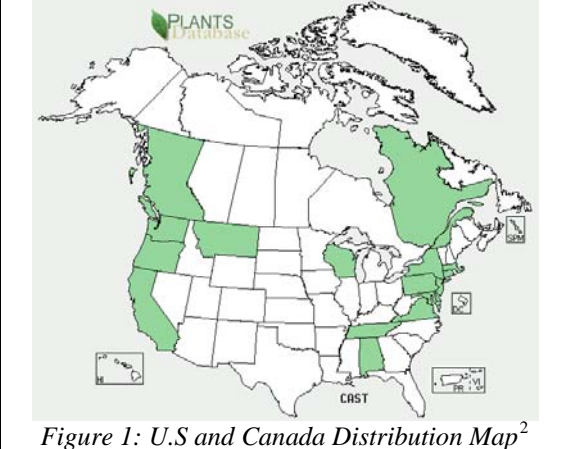 PLANTS
Database
SPM
DC
HI
PR VI
CAST
Figure 1: U.S and Canada Distribution Map2